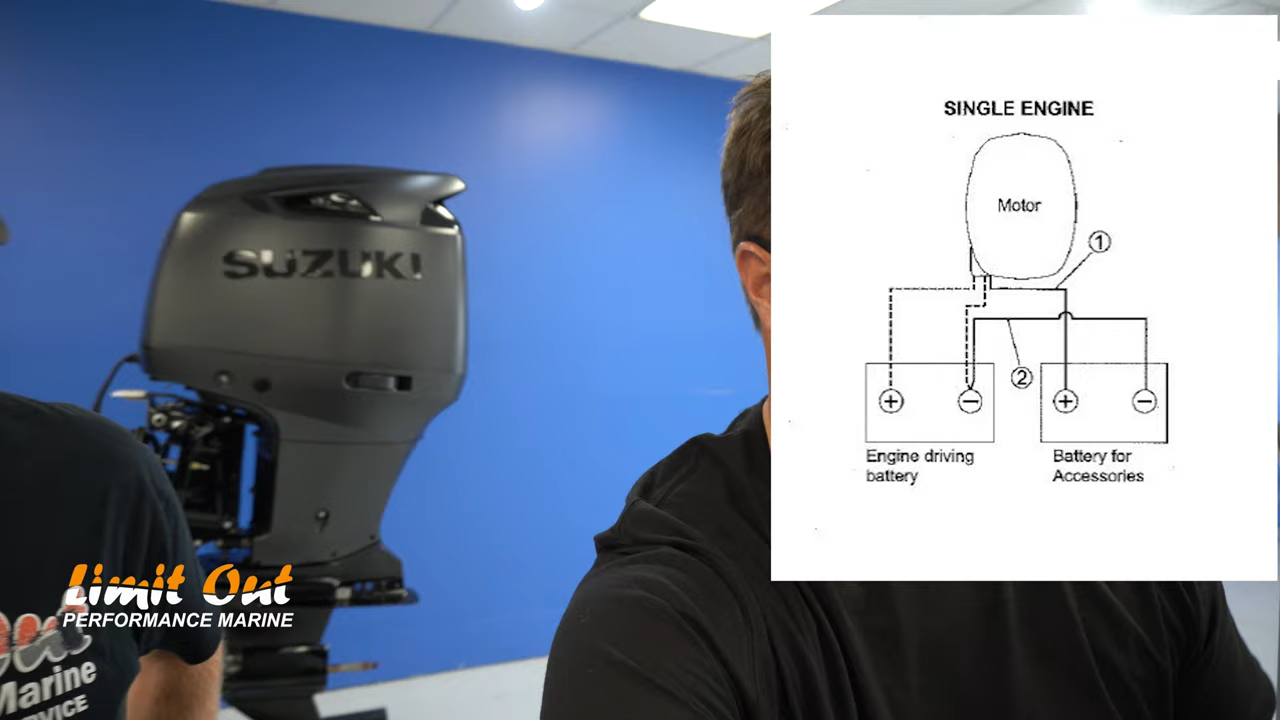 SUZUKI
Limit Out
PERFORMANCE MARINE
Marine
SINGLE ENGINE
Motor
1
2
+
−
+
−
Engine driving
battery
Battery for
Accessories